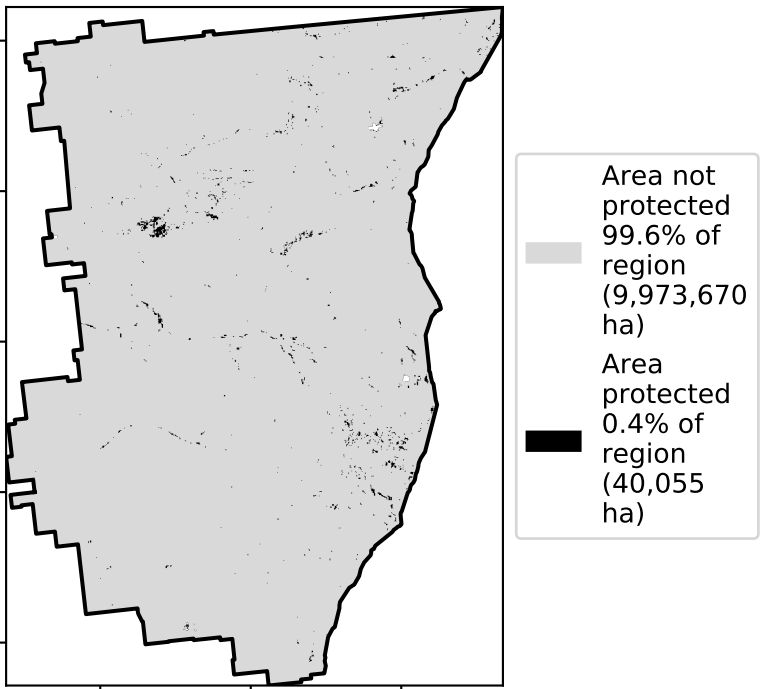 Area not
protected
99.6% of
region
(9,973,670
ha)
Area
protected
0.4% of
region
(40,055
ha)